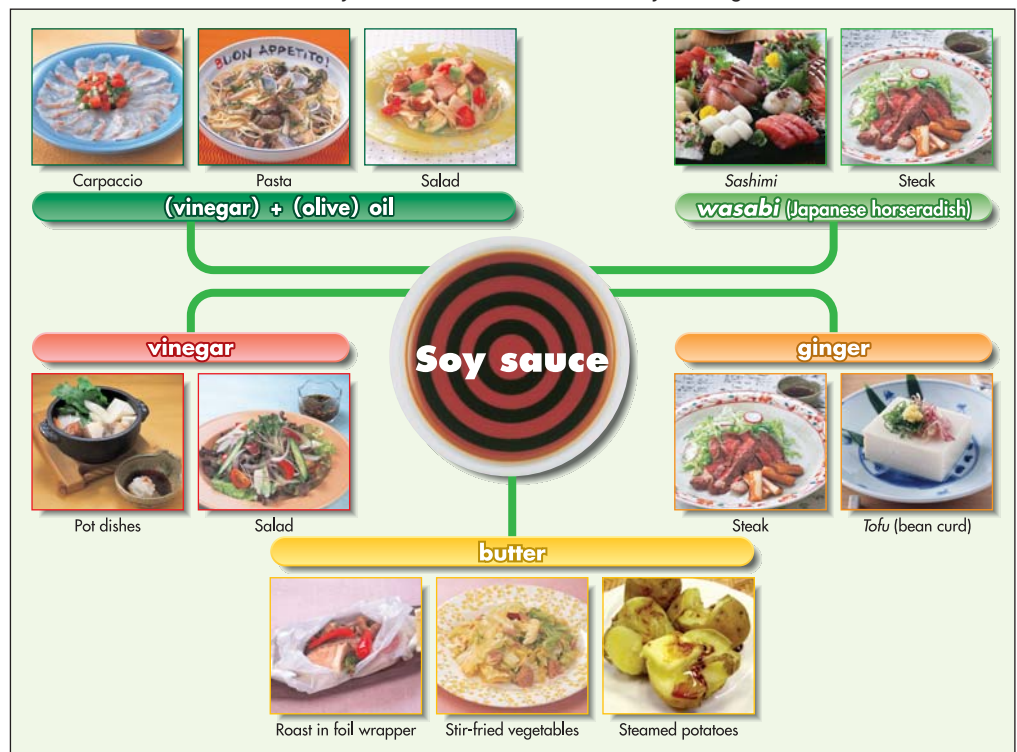 BUON APPETITO!
Carpaccio
Pasta
Salad
(vinegar) + (olive) oil
Sashimi
Steak
wasabi (Japanese horseradish)
Soy sauce
vinegar
Pot dishes
Salad
ginger
Steak
Tofu (bean curd)
butter
Roast in foil wrapper
Stir-fried vegetables
Steamed potatoes